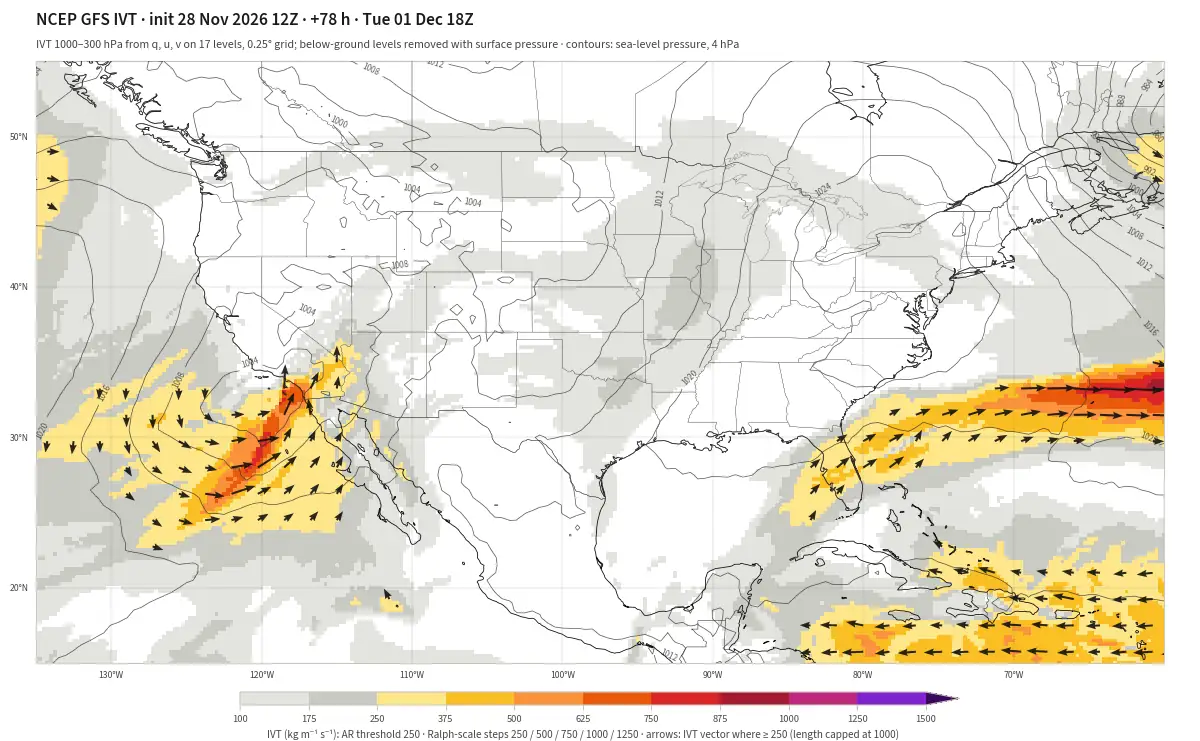 NCEP GFS IVT · init 28 Nov 2026 12Z · +78 h · Tue 01 Dec 18Z
IVT 1000–300 hPa from q, u, v on 17 levels, 0.25° grid; below-ground levels removed with surface pressure · contours: sea-level pressure, 4 hPa
1008
1012
984
988
1000
50°N
992
1004
1004
1012
1024
1000
1004
1008
1008
1012
40°N
1004
1016
1004
1008
1016
1020
1020
30°N
20°N
1012
130°W 120°W 110°W 100°W 90°W 80°W 70°W
100 175 250 375 500 625 750 875 1000 1250 1500
IVT (kg m⁻¹ s⁻¹): AR threshold 250 · Ralph-scale steps 250 / 500 / 750 / 1000 / 1250 · arrows: IVT vector where ≥ 250 (length capped at 1000)